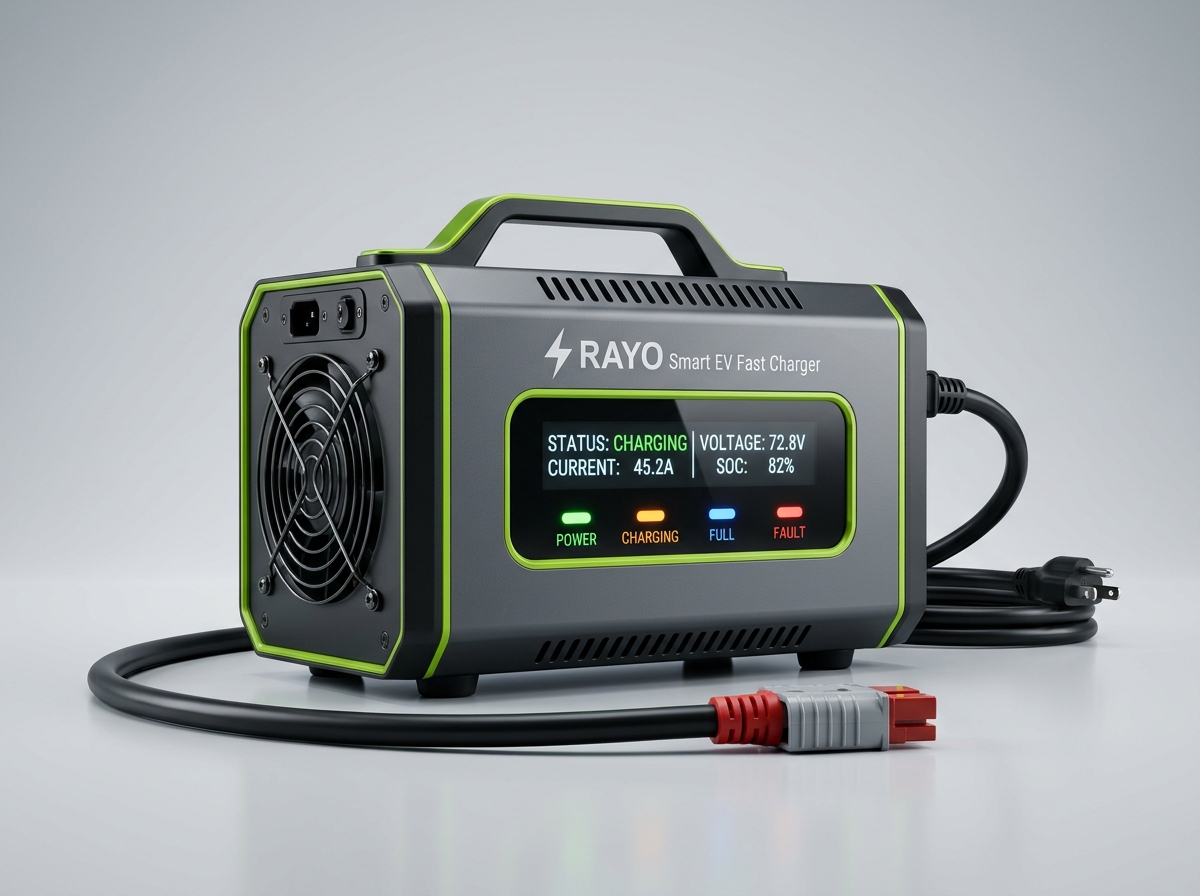 RAYO Smart EV Fast Charger
STATUS: CHARGING | VOLTAGE: 72.8V
CURRENT: 45.2A | SOC: 82%
POWER CHARGING FULL FAULT